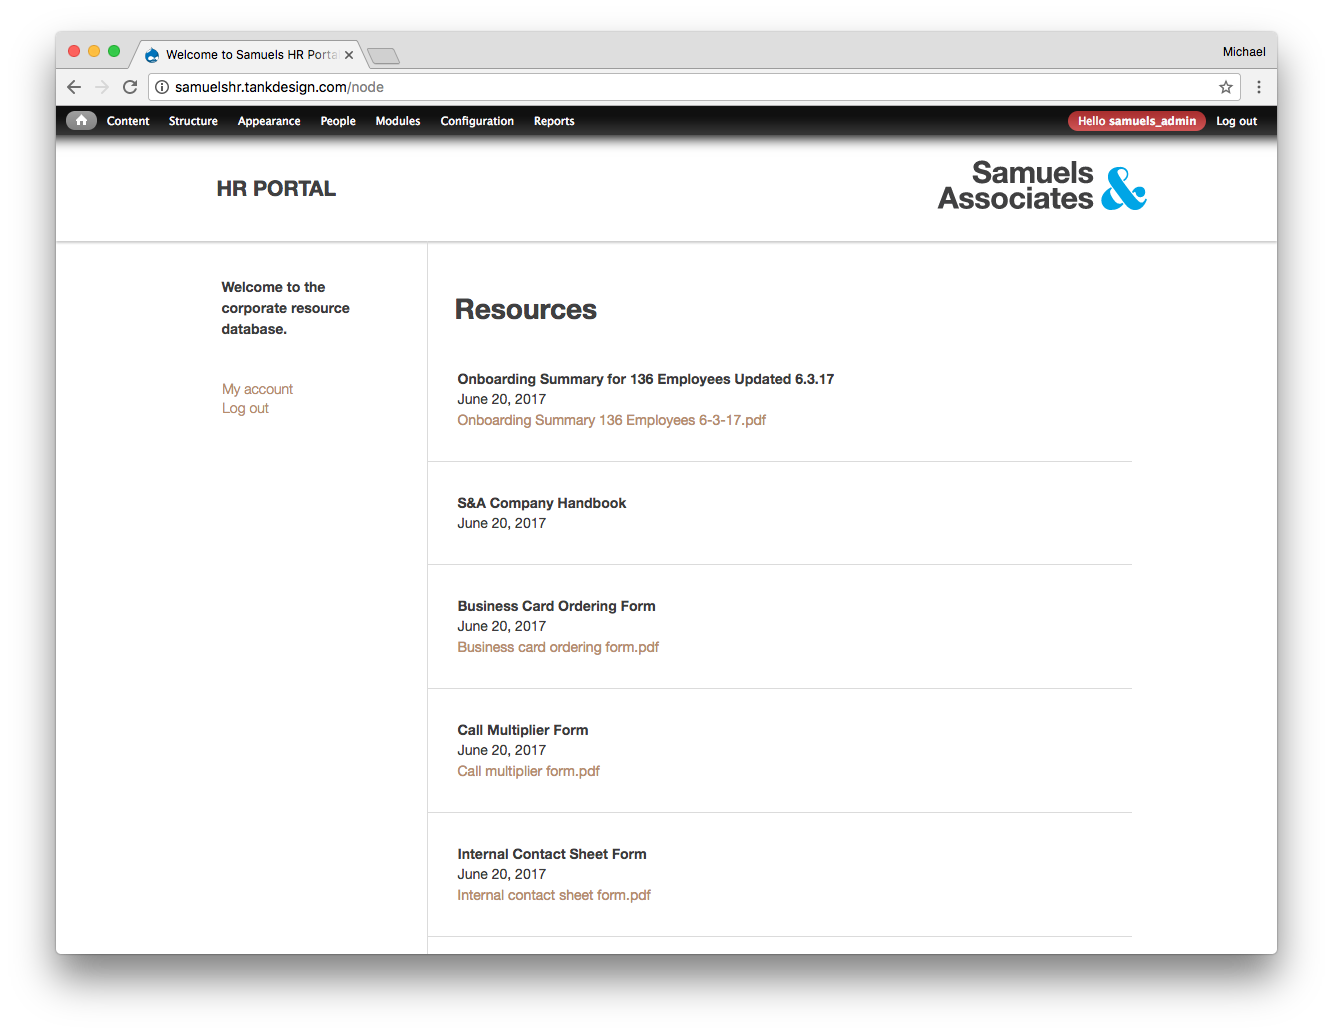 Welcome to Samuels HR Porta
Michael
samuelshr.tankdesign.com/node
Content Structure Appearance People Modules Configuration Reports Hello samuels_admin Log out
HR PORTAL
Samuels
Associates &
Welcome to the
corporate resource
database.
My account
Log out
Resources
Onboarding Summary for 136 Employees Updated 6.3.17
June 20, 2017
Onboarding Summary 136 Employees 6-3-17.pdf
S&A Company Handbook
June 20, 2017
Business Card Ordering Form
June 20, 2017
Business card ordering form.pdf
Call Multiplier Form
June 20, 2017
Call multiplier form.pdf
Internal Contact Sheet Form
June 20, 2017
Internal contact sheet form.pdf